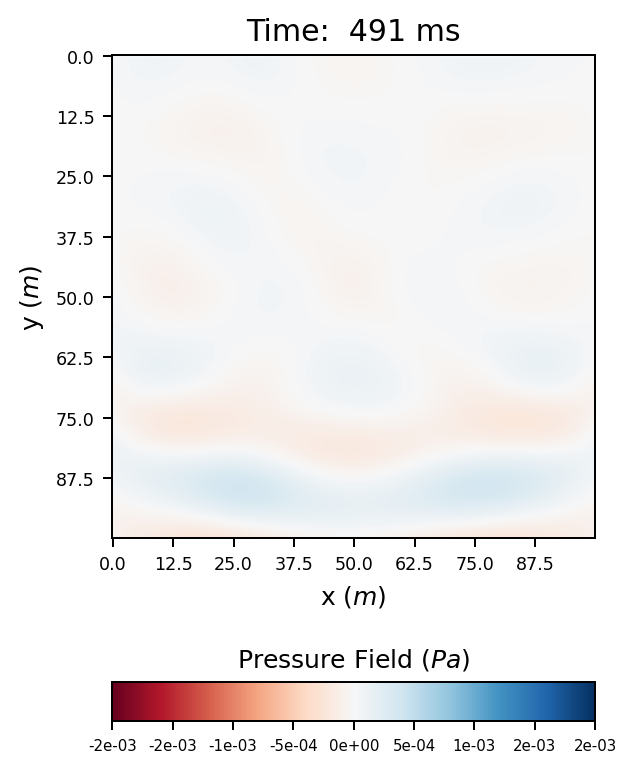 Time:  491 ms
0.0
12.5
25.0
37.5
50.0
62.5
75.0
87.5
y (m)
0.0 12.5 25.0 37.5 50.0 62.5 75.0 87.5
x (m)
Pressure Field (Pa)
-2e-03 -2e-03 -1e-03 -5e-04 0e+00 5e-04 1e-03 2e-03 2e-03